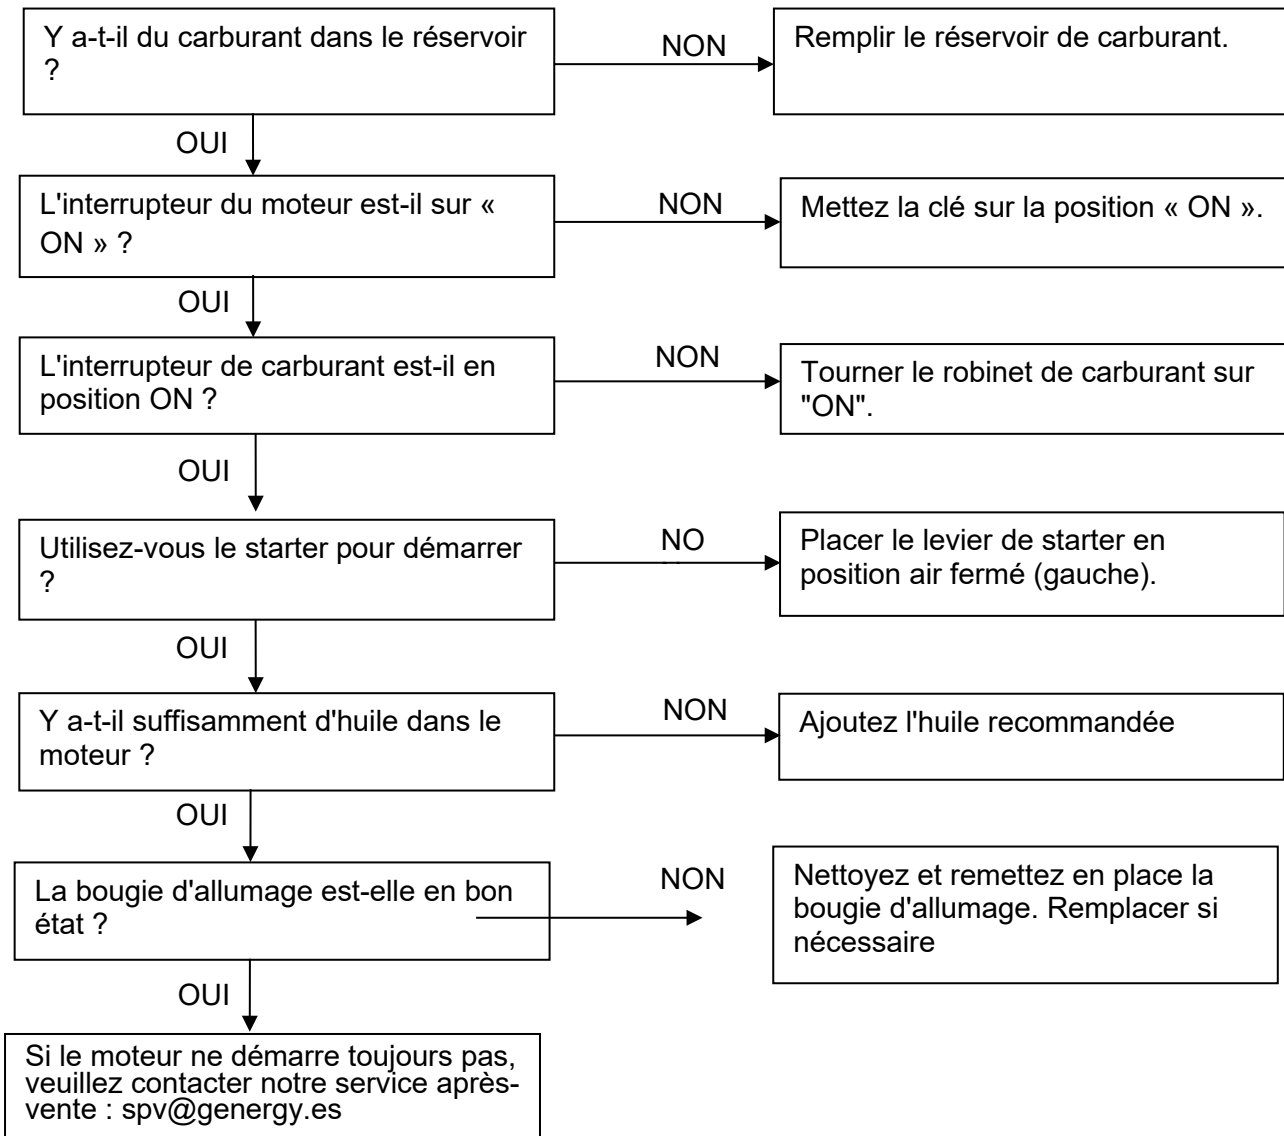 Y a-t-il du carburant dans le réservoir
?
NON
Remplir le réservoir de carburant.
OUI
L'interrupteur du moteur est-il sur «
ON » ?
NON
Mettez la clé sur la position « ON ».
OUI
L'interrupteur de carburant est-il en
position ON ?
NON
Tourner le robinet de carburant sur
"ON".
OUI
Utilisez-vous le starter pour démarrer
?
NO
Placer le levier de starter en
position air fermé (gauche).
OUI
Y a-t-il suffisamment d'huile dans le
moteur ?
NON
Ajoutez l'huile recommandée
OUI
La bougie d'allumage est-elle en bon
état ?
NON
Nettoyez et remettez en place la
bougie d'allumage. Remplacer si
nécessaire
OUI
Si le moteur ne démarre toujours pas,
veuillez contacter notre service après-
vente : spv@genergy.es